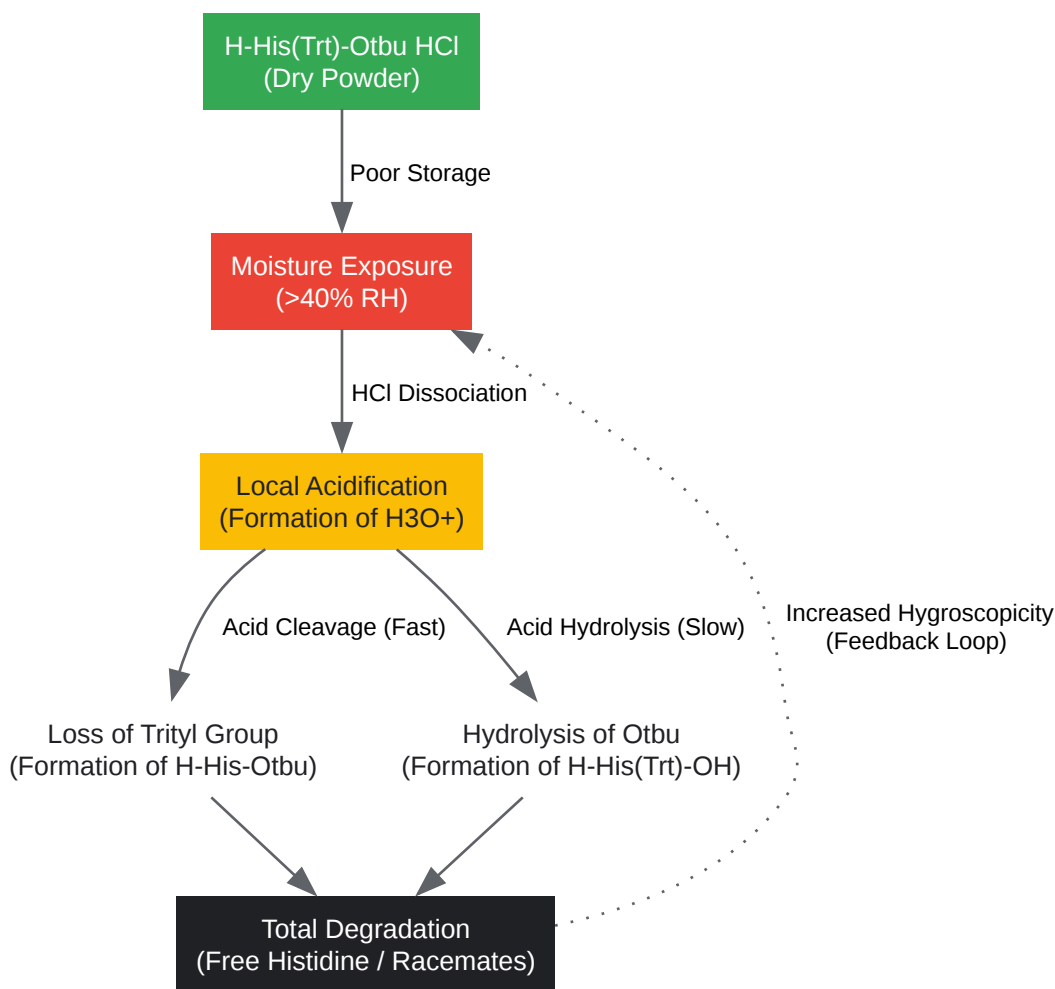 H-His(Trt)-Otbu HCl
(Dry Powder)
Poor Storage
Moisture Exposure
(>40% RH)
HCl Dissociation
Local Acidification
(Formation of H3O+)
Acid Cleavage (Fast)
Acid Hydrolysis (Slow)
Increased Hygroscopicity
(Feedback Loop)
Loss of Trityl Group
(Formation of H-His-Otbu)
Hydrolysis of Otbu
(Formation of H-His(Trt)-OH)
Total Degradation
(Free Histidine / Racemates)